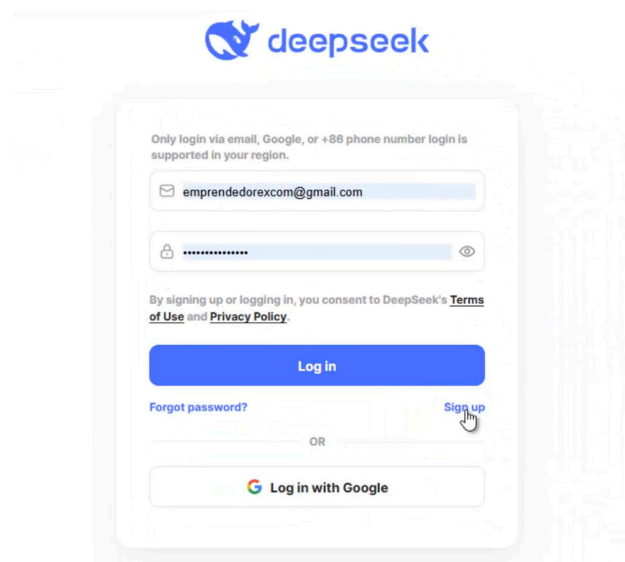 deepseek
Only login via email, Google, or +86 phone number login is
supported in your region.
emprendedorexcom@gmail.com
•••••••••••••••
By signing up or logging in, you consent to DeepSeek's Terms
of Use and Privacy Policy.
Log in
Forgot password? Sign up
OR
Log in with Google